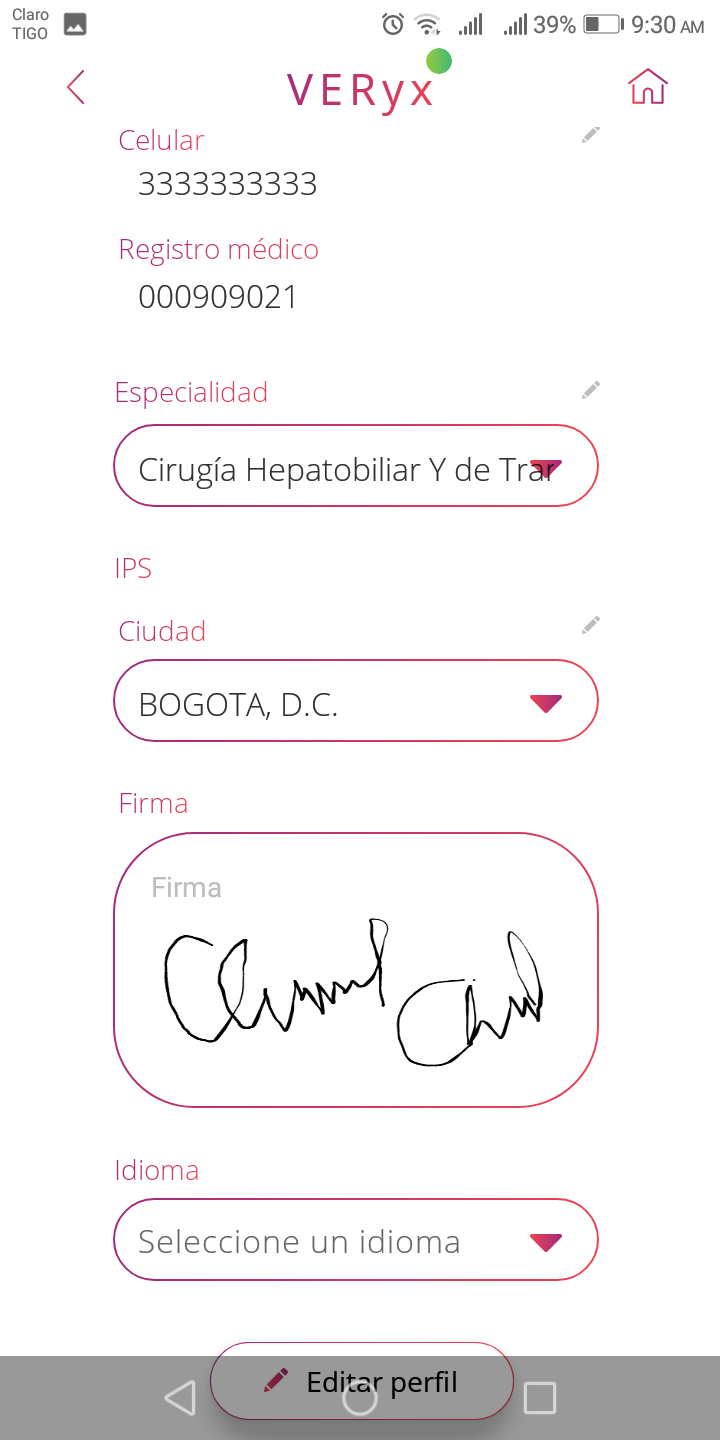 Claro
TIGO
39% 9:30 AM
VERyx
Celular
3333333333
Registro médico
000909021
Especialidad
Cirugía Hepatobiliar Y de Trar
IPS
Ciudad
BOGOTA, D.C.
Firma
Firma
Idioma
Seleccione un idioma
Editar perfil